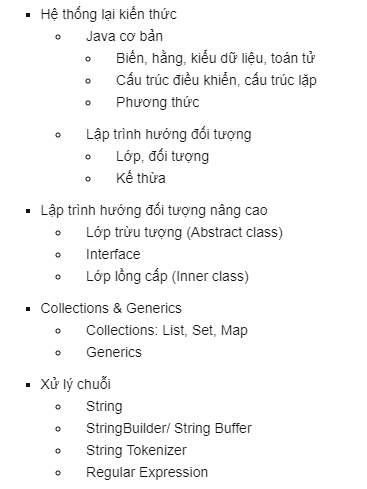 Hệ thống lại kiến thức
Java cơ bản
Biến, hằng, kiểu dữ liệu, toán tử
Cấu trúc điều khiển, cấu trúc lặp
Phương thức
Lập trình hướng đối tượng
Lớp, đối tượng
Kế thừa
Lập trình hướng đối tượng nâng cao
Lớp trừu tượng (Abstract class)
Interface
Lớp lồng cấp (Inner class)
Collections & Generics
Collections: List, Set, Map
Generics
Xử lý chuỗi
String
StringBuilder/ String Buffer
String Tokenizer
Regular Expression